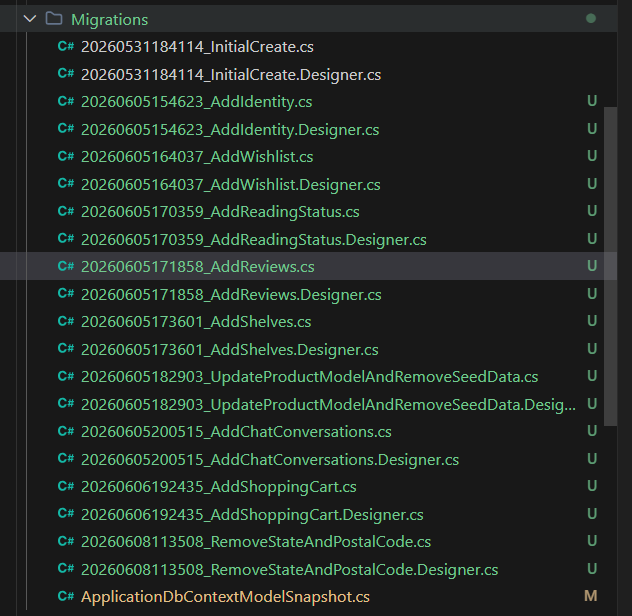 Migrations
C# 20260531184114_InitialCreate.cs
C# 20260531184114_InitialCreate.Designer.cs
C# 20260605154623_AddIdentity.cs U
C# 20260605154623_AddIdentity.Designer.cs U
C# 20260605164037_AddWishlist.cs U
C# 20260605164037_AddWishlist.Designer.cs U
C# 20260605170359_AddReadingStatus.cs U
C# 20260605170359_AddReadingStatus.Designer.cs U
C# 20260605171858_AddReviews.cs U
C# 20260605171858_AddReviews.Designer.cs U
C# 20260605173601_AddShelves.cs U
C# 20260605173601_AddShelves.Designer.cs U
C# 20260605182903_UpdateProductModelAndRemoveSeedData.cs U
C# 20260605182903_UpdateProductModelAndRemoveSeedData.Desig... U
C# 20260605200515_AddChatConversations.cs U
C# 20260605200515_AddChatConversations.Designer.cs U
C# 20260606192435_AddShoppingCart.cs U
C# 20260606192435_AddShoppingCart.Designer.cs U
C# 20260608113508_RemoveStateAndPostalCode.cs U
C# 20260608113508_RemoveStateAndPostalCode.Designer.cs U
C# ApplicationDbContextModelSnapshot.cs M